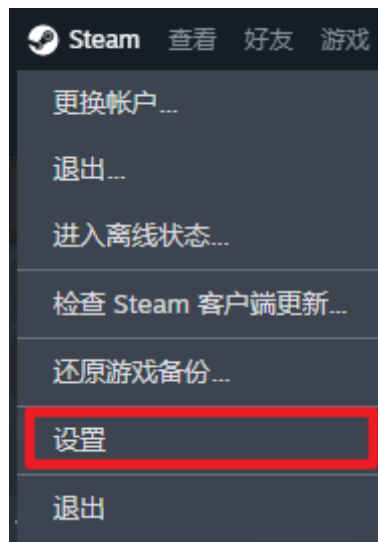 Steam 查看 好友 游戏
更换帐户...
退出...
进入离线状态...
检查 Steam 客户端更新...
还原游戏备份...
设置
退出